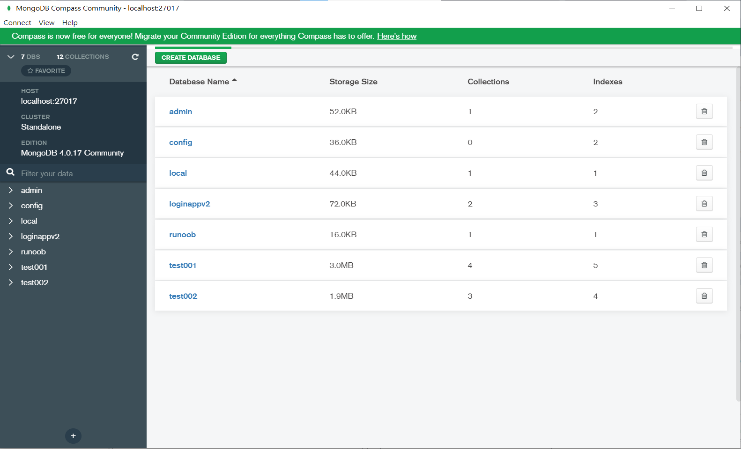 MongoDB Compass Community - localhost:27017
Connect View Help
Compass is now free for everyone! Migrate your Community Edition for everything Compass has to offer. Here's how
7 DBS 12 COLLECTIONS
FAVORITE
HOST
localhost:27017
CLUSTER
Standalone
EDITION
MongoDB 4.0.17 Community
Filter your data
admin
config
local
loginappv2
runoob
test001
test002
CREATE DATABASE
Database Name Storage Size Collections Indexes
admin 52.0KB 1 2
config 36.0KB 0 2
local 44.0KB 1 1
loginappv2 72.0KB 2 3
runoob 16.0KB 1 1
test001 3.0MB 4 5
test002 1.9MB 3 4